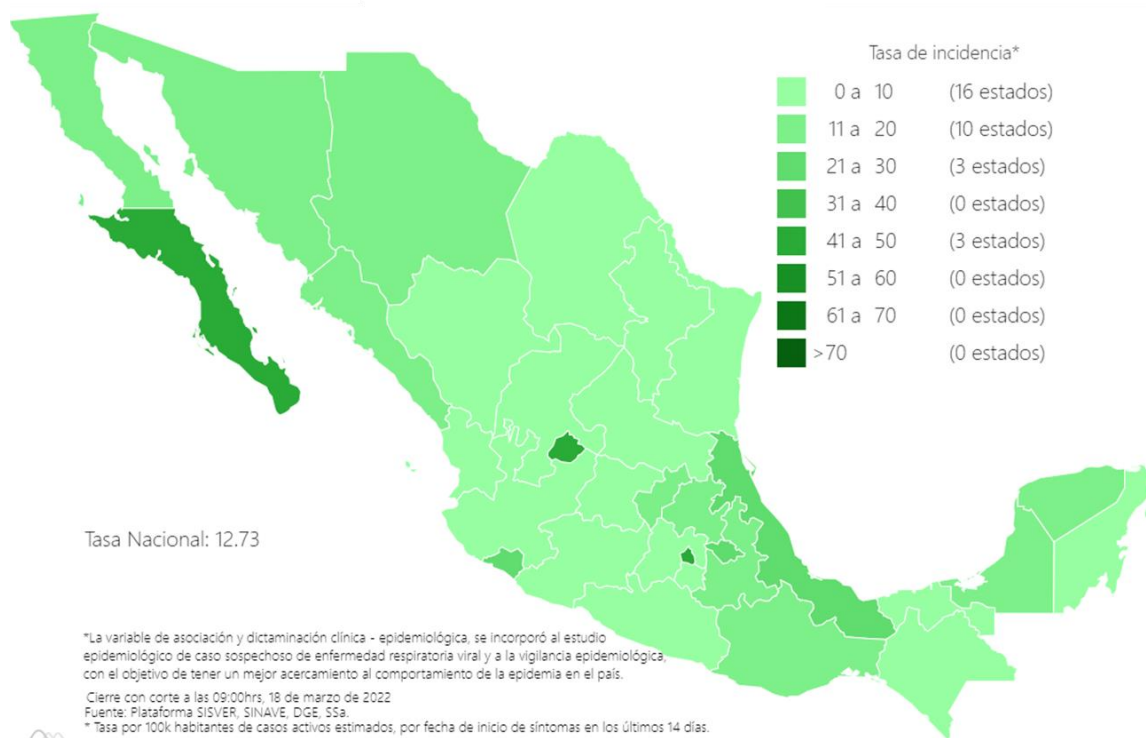 Tasa de incidencia*
0 a 10 (16 estados)
11 a 20 (10 estados)
21 a 30 (3 estados)
31 a 40 (0 estados)
41 a 50 (3 estados)
51 a 60 (0 estados)
61 a 70 (0 estados)
>70 (0 estados)
Tasa Nacional: 12.73
*La variable de asociación y dictaminación clínica - epidemiológica, se incorporó al estudio
epidemiológico de caso sospechoso de enfermedad respiratoria viral y a la vigilancia epidemiológica,
con el objetivo de tener un mejor acercamiento al comportamiento de la epidemia en el país.
Cierre con corte a las 09:00hrs, 18 de marzo de 2022
Fuente: Plataforma SISVER, SINAVE, DGE, SSa.
* Tasa por 100k habitantes de casos activos estimados, por fecha de inicio de síntomas en los últimos 14 días.